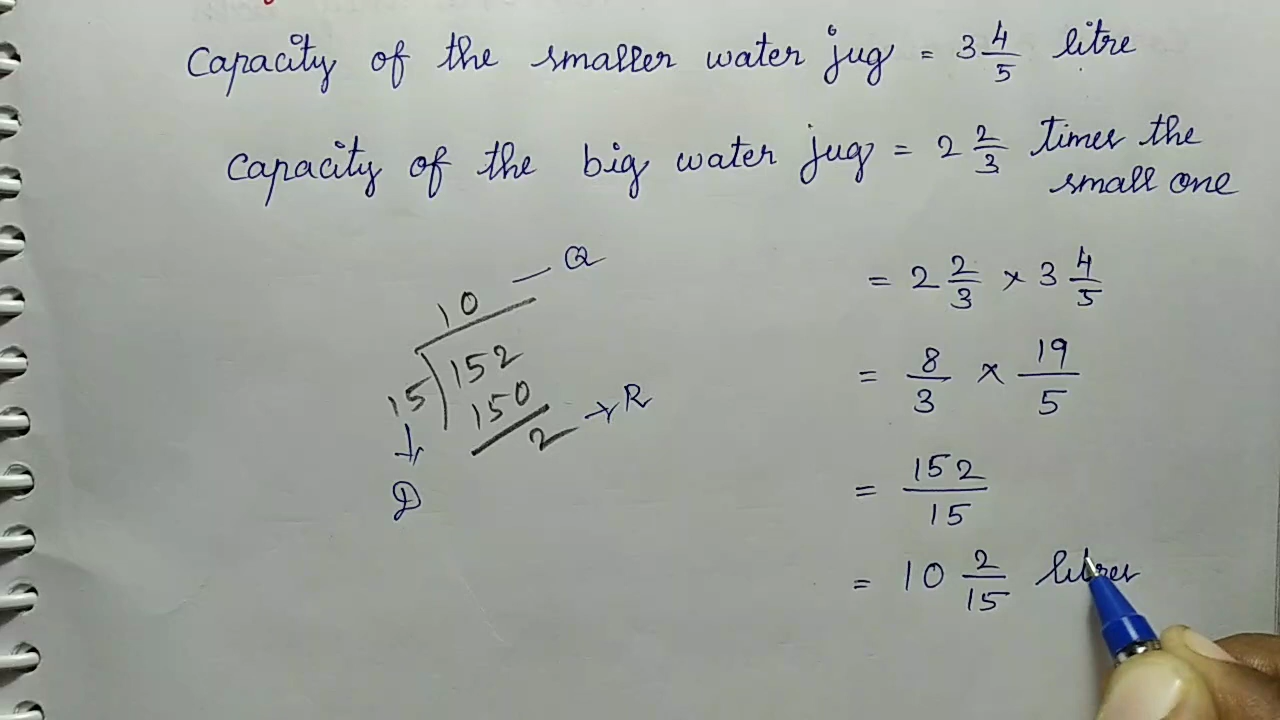 Capacity of the smaller water jug = 3 4/5 litre
Capacity of the big water jug = 2 2/3 times the
small one
= 2 2/3 × 3 4/5
= 8/3 × 19/5
= 152/15
= 10 2/15 litres
10 — Q
15 ) 152
150
2 → R
D